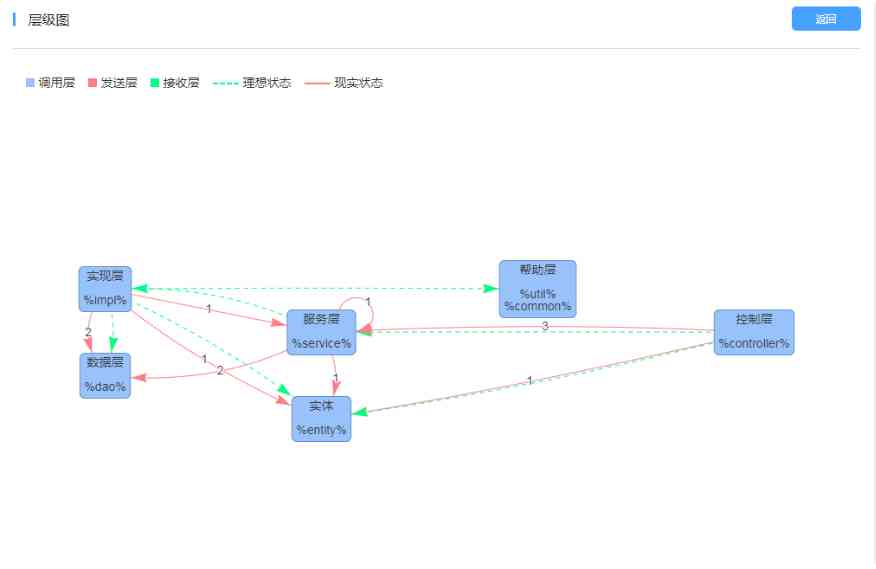 层级图
返回
调用层 发送层 接收层 理想状态 现实状态
实现层
%impl%
帮助层
%util%
%common%
服务层
%service%
控制层
%controller%
数据层
%dao%
实体
%entity%
1
1
3
2
1
2
1
1